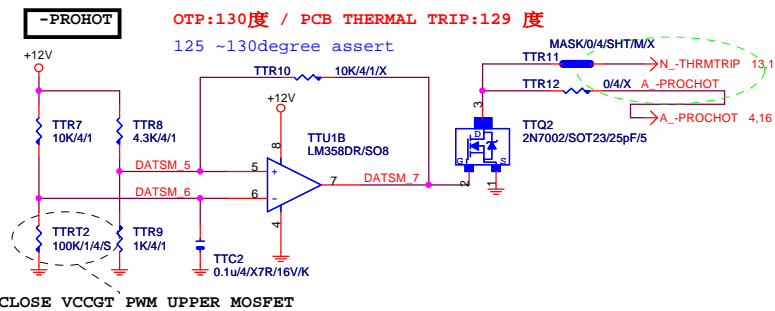 -PROHOT
OTP:130度 / PCB THERMAL TRIP:129 度
125 ~130degree assert
+12V
TTR7
10K/4/1
TTR8
4.3K/4/1
TTR10
10K/4/1/X
+12V
DATSM_5
DATSM_6
5
6
8
4
7
+
-
TTU1B
LM358DR/SO8
DATSM_7
TTRT2
100K/1/4/S
TTR9
1K/4/1
TTC2
0.1u/4/X7R/16V/K
CLOSE VCCGT PWM UPPER MOSFET
MASK/0/4/SHT/M/X
TTR11
N_-THRMTRIP 13,1
TTR12
0/4/X
A_-PROCHOT
A_-PROCHOT 4,16
3
D
G
S
2
1
TTQ2
2N7002/SOT23/25pF/5